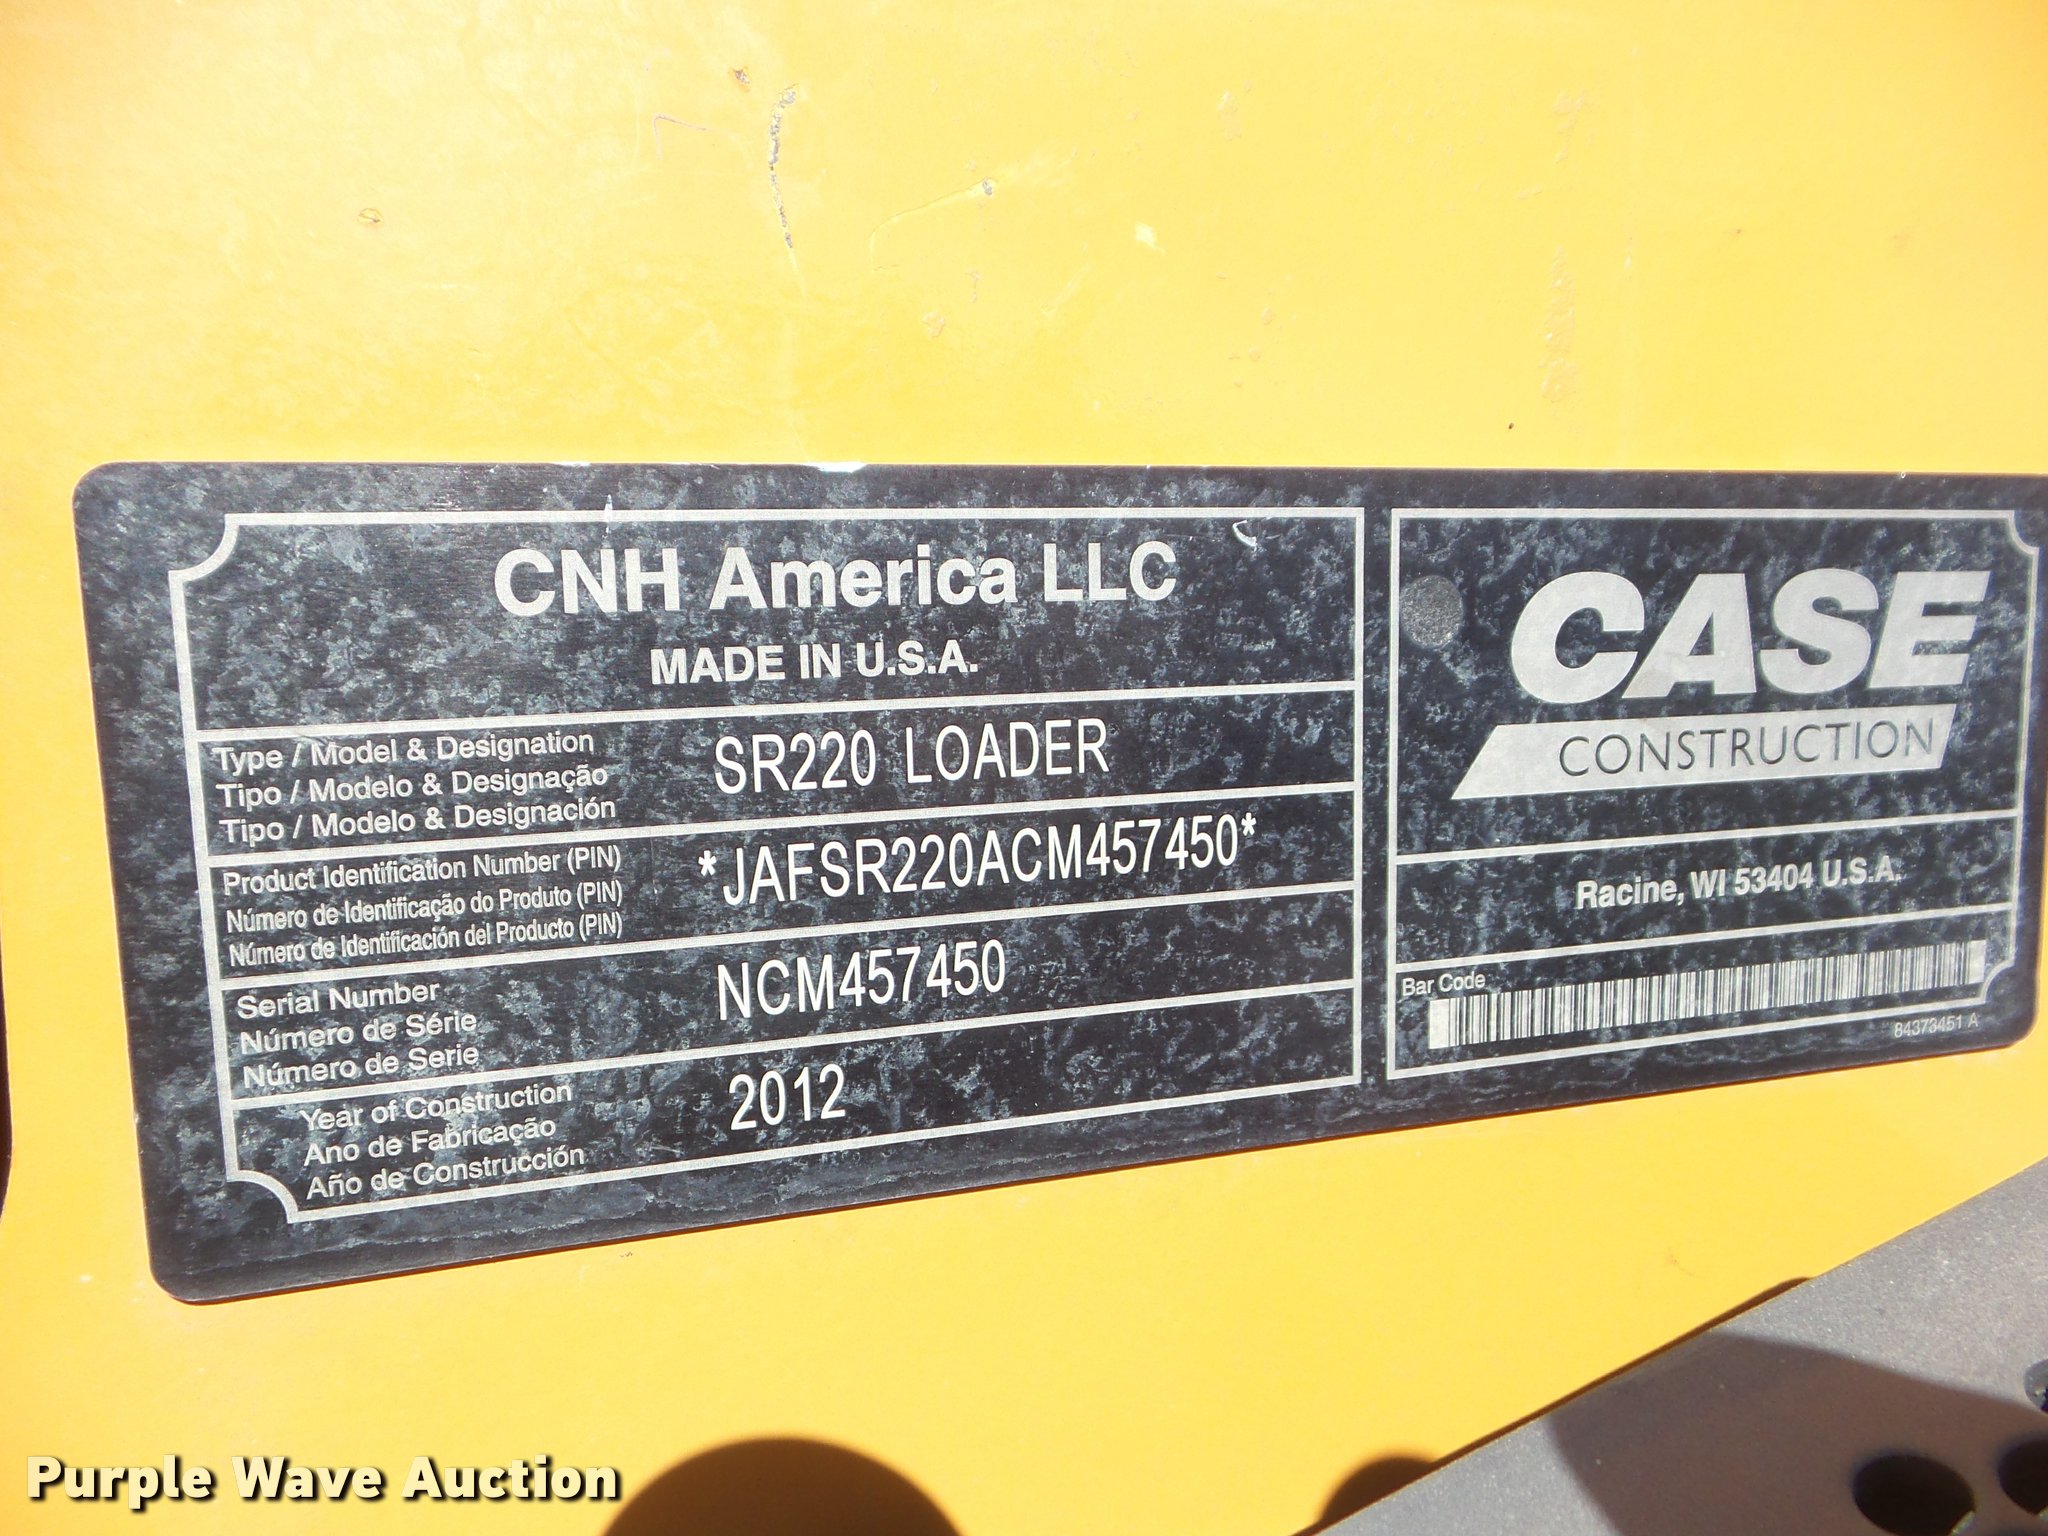 CNH America LLC
MADE IN U.S.A.
Type / Model & Designation
Tipo / Modelo & Designação
Tipo / Modelo & Designación
SR220 LOADER
Product Identification Number (PIN)
Número de Identificação do Produto (PIN)
Número de Identificación del Producto (PIN)
*JAFSR220ACM457450*
Serial Number
Número de Série
Número de Serie
NCM457450
Year of Construction
Ano de Fabricação
Año de Construcción
2012
CASE
CONSTRUCTION
Racine, WI 53404 U.S.A.
Bar Code
84373451 A
Purple Wave Auction